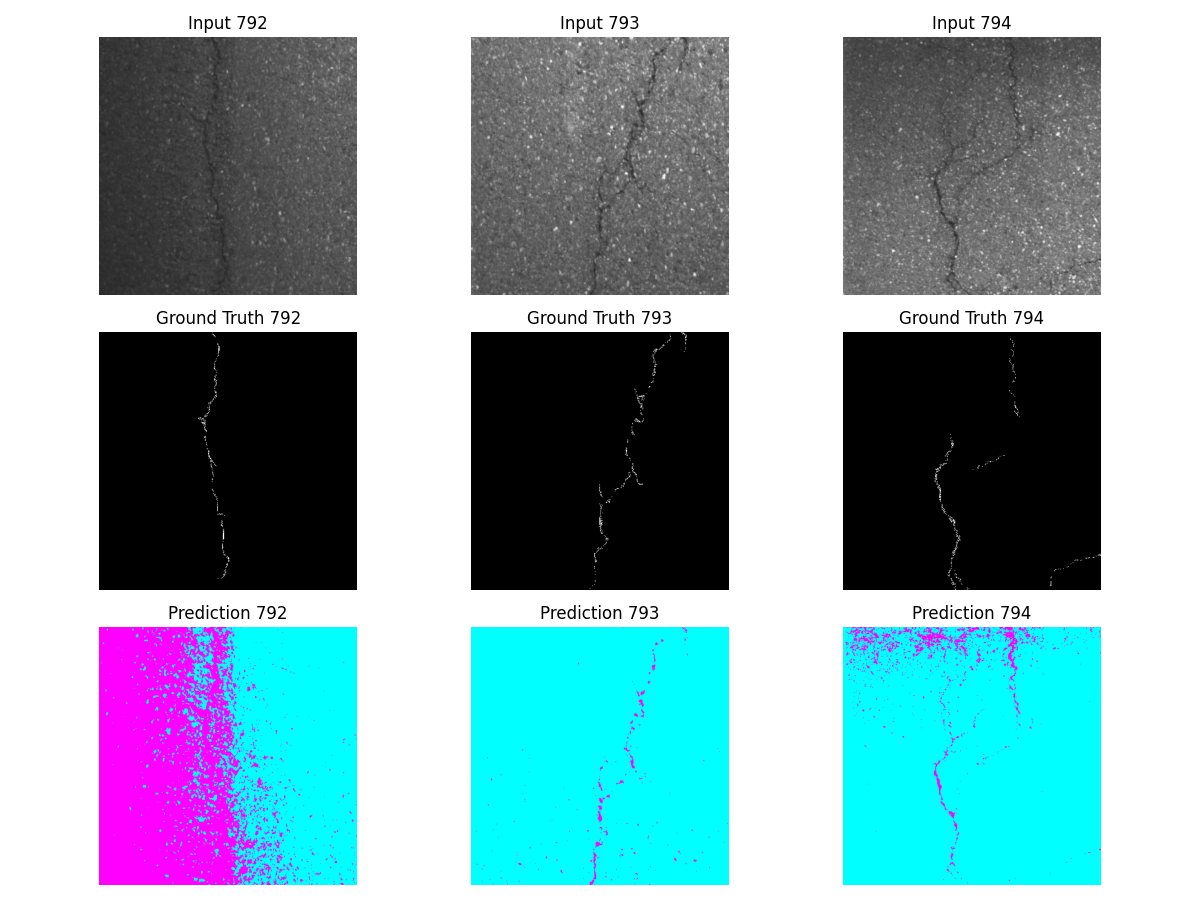 Input 792
Input 793
Input 794
Ground Truth 792
Ground Truth 793
Ground Truth 794
Prediction 792
Prediction 793
Prediction 794